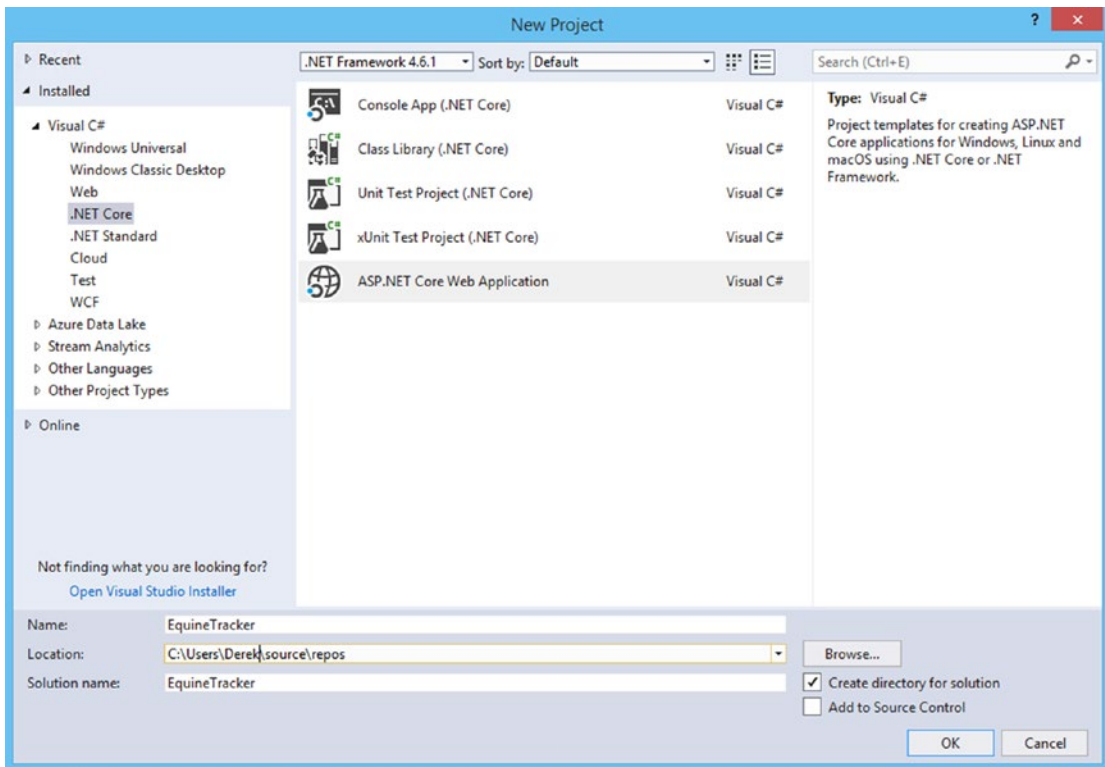 New Project
? ×
Recent
Installed
Visual C#
Windows Universal
Windows Classic Desktop
Web
.NET Core
.NET Standard
Cloud
Test
WCF
Azure Data Lake
Stream Analytics
Other Languages
Other Project Types
Online
Not finding what you are looking for?
Open Visual Studio Installer
.NET Framework 4.6.1 Sort by: Default
Console App (.NET Core) Visual C#
Class Library (.NET Core) Visual C#
Unit Test Project (.NET Core) Visual C#
xUnit Test Project (.NET Core) Visual C#
ASP.NET Core Web Application Visual C#
Search (Ctrl+E)
Type: Visual C#
Project templates for creating ASP.NET
Core applications for Windows, Linux and
macOS using .NET Core or .NET
Framework.
Name: EquineTracker
Location: C:\Users\Derek\source\repos Browse...
Solution name: EquineTracker
Create directory for solution
Add to Source Control
OK Cancel